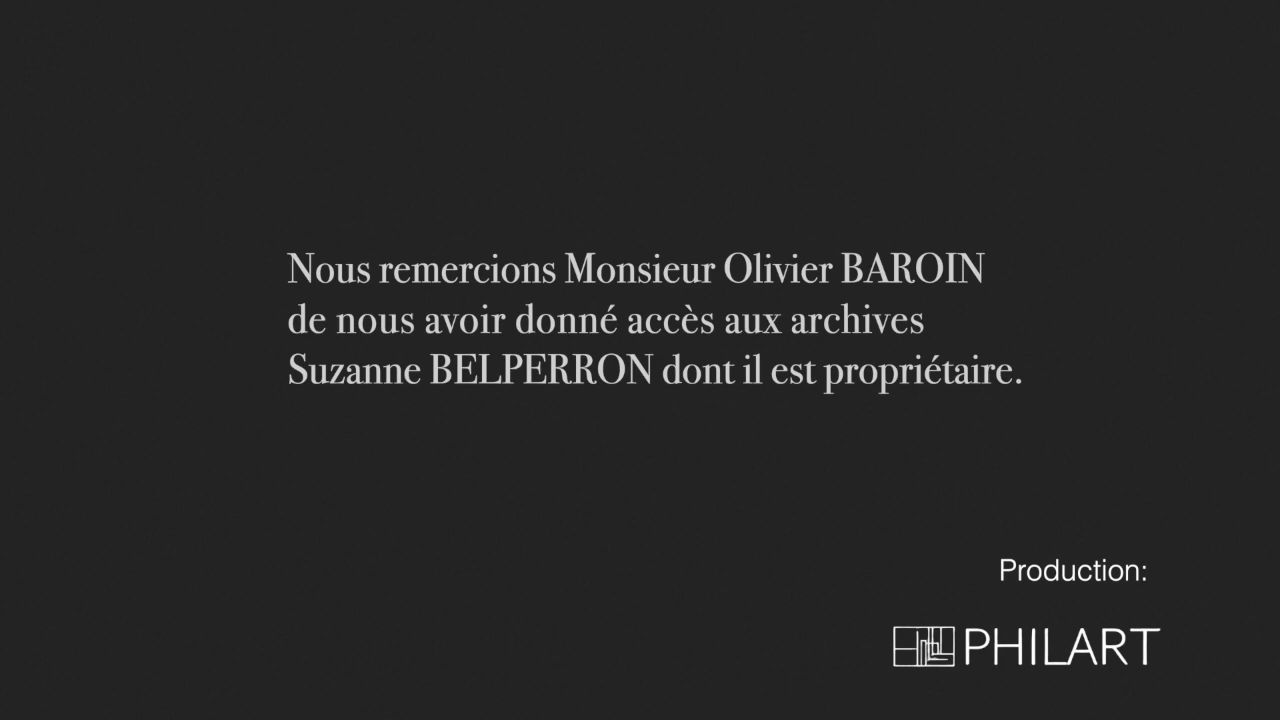 Nous remercions Monsieur Olivier BAROIN
de nous avoir donné accès aux archives
Suzanne BELPERRON dont il est propriétaire.
Production:
PHILART